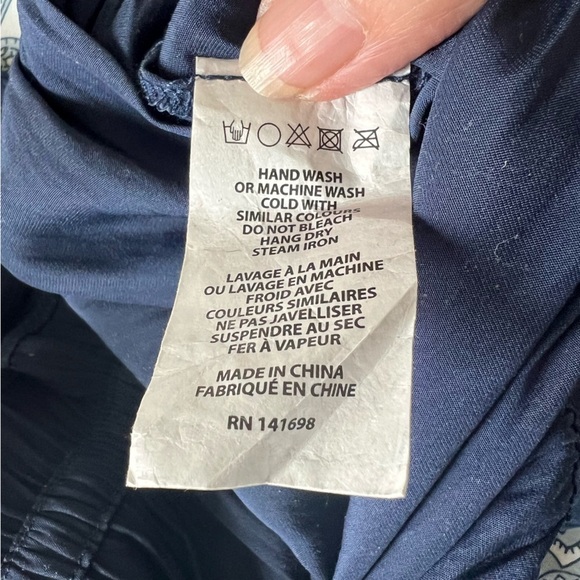 HAND WASH
OR MACHINE WASH
COLD WITH
SIMILAR COLOURS
DO NOT BLEACH
HANG DRY
STEAM IRON
LAVAGE À LA MAIN
OU LAVAGE EN MACHINE
FROID AVEC
COULEURS SIMILAIRES
NE PAS JAVELLISER
SUSPENDRE AU SEC
FER À VAPEUR
MADE IN CHINA
FABRIQUÉ EN CHINE
RN 141698